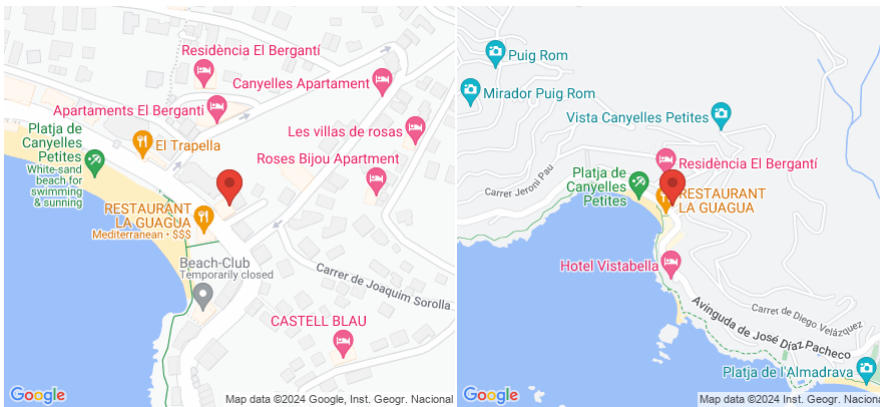 Residència El Bergantí
Canyelles Apartament
Apartaments El Berganti
El Trapella
Les villas de rosas
Platja de
Canyelles
Petites
White-sand
beach for
swimming
& sunning
Roses Bijou Apartment
RESTAURANT
LA GUAGUA
Mediterranean • $$$
Beach-Club
Temporarily closed
Carrer de Joaquim Sorolla
CASTELL BLAU
Google
Map data ©2024 Google, Inst. Geogr. Nacional
Puig Rom
Mirador Puig Rom
Vista Canyelles Petites
Residència El Bergantí
Carrer Jeroni Pau
Platja de
Canyelles
Petites
RESTAURANT
LA GUAGUA
Hotel Vistabella
Carret de Diego Velázquez
Avinguda de José Díaz Pacheco
Platja de l'Almadrava
Google
Map data ©2024 Google, Inst. Geogr. Nacional